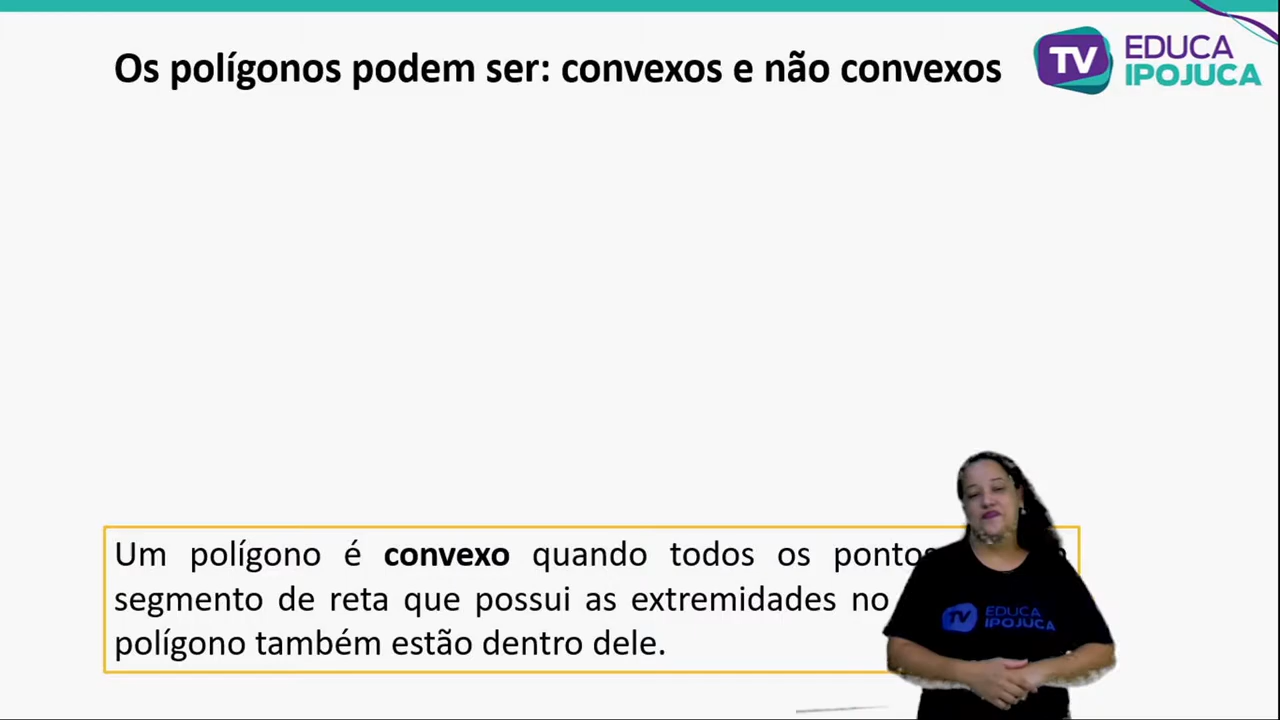 Os polígonos podem ser: convexos e não convexos
TV EDUCA
IPOJUCA
Um polígono é convexo quando todos os pontos
segmento de reta que possui as extremidades no
polígono também estão dentro dele.
TV EDUCA
IPOJUCA